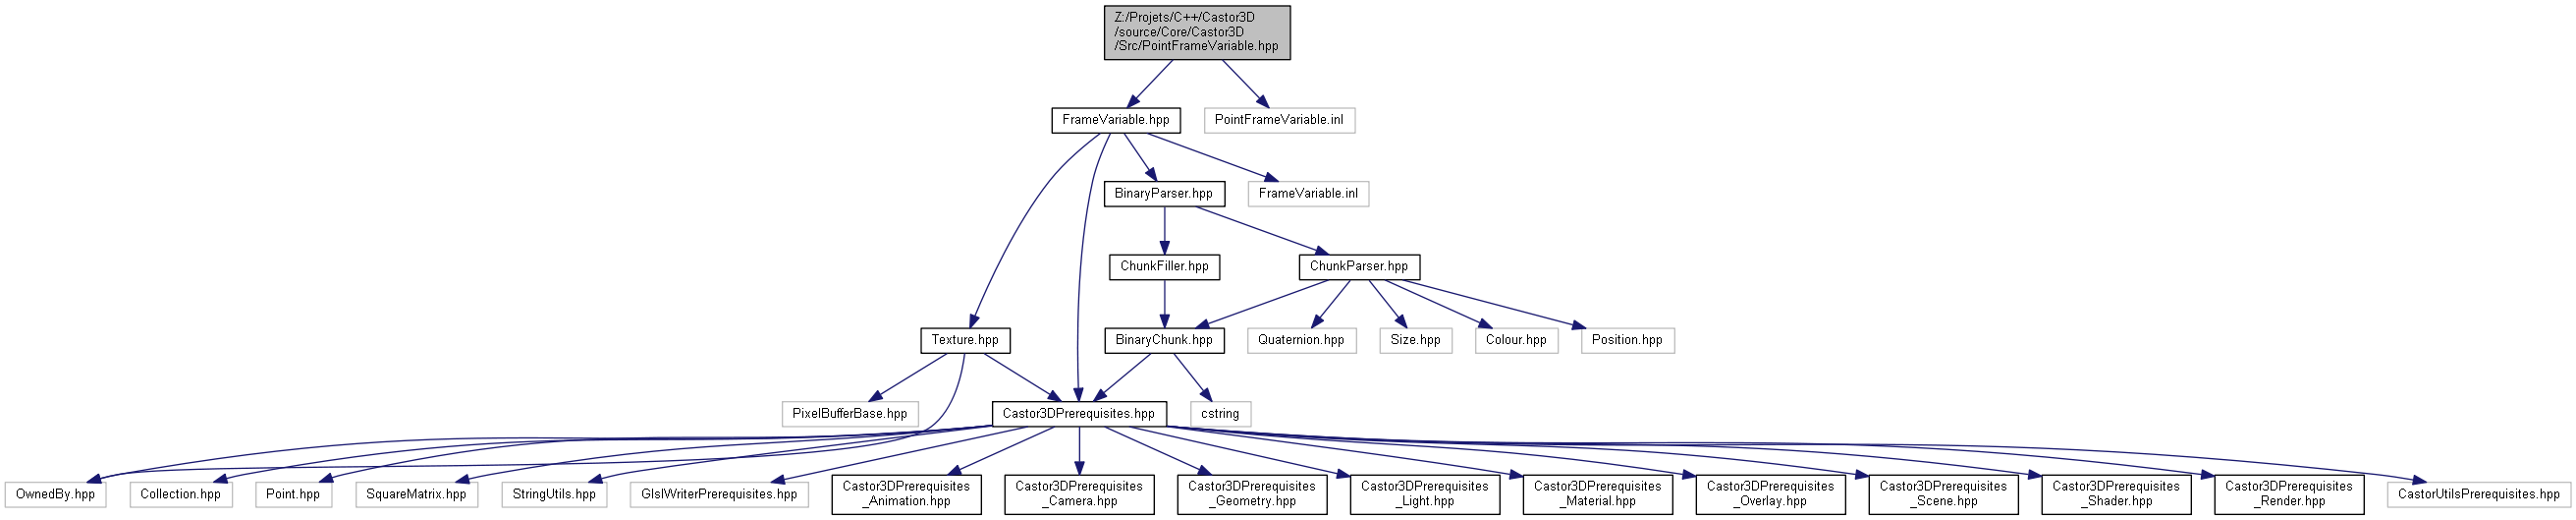 Z:/Projets/C++/Castor3D
/source/Core/Castor3D
/Src/PointFrameVariable.hpp
FrameVariable.hpp
PointFrameVariable.inl
BinaryParser.hpp
FrameVariable.inl
ChunkFiller.hpp
ChunkParser.hpp
Texture.hpp
BinaryChunk.hpp
Quaternion.hpp
Size.hpp
Colour.hpp
Position.hpp
PixelBufferBase.hpp
Castor3DPrerequisites.hpp
cstring
OwnedBy.hpp
Collection.hpp
Point.hpp
SquareMatrix.hpp
StringUtils.hpp
GlslWriterPrerequisites.hpp
Castor3DPrerequisites
_Animation.hpp
Castor3DPrerequisites
_Camera.hpp
Castor3DPrerequisites
_Geometry.hpp
Castor3DPrerequisites
_Light.hpp
Castor3DPrerequisites
_Material.hpp
Castor3DPrerequisites
_Overlay.hpp
Castor3DPrerequisites
_Scene.hpp
Castor3DPrerequisites
_Shader.hpp
Castor3DPrerequisites
_Render.hpp
CastorUtilsPrerequisites.hpp